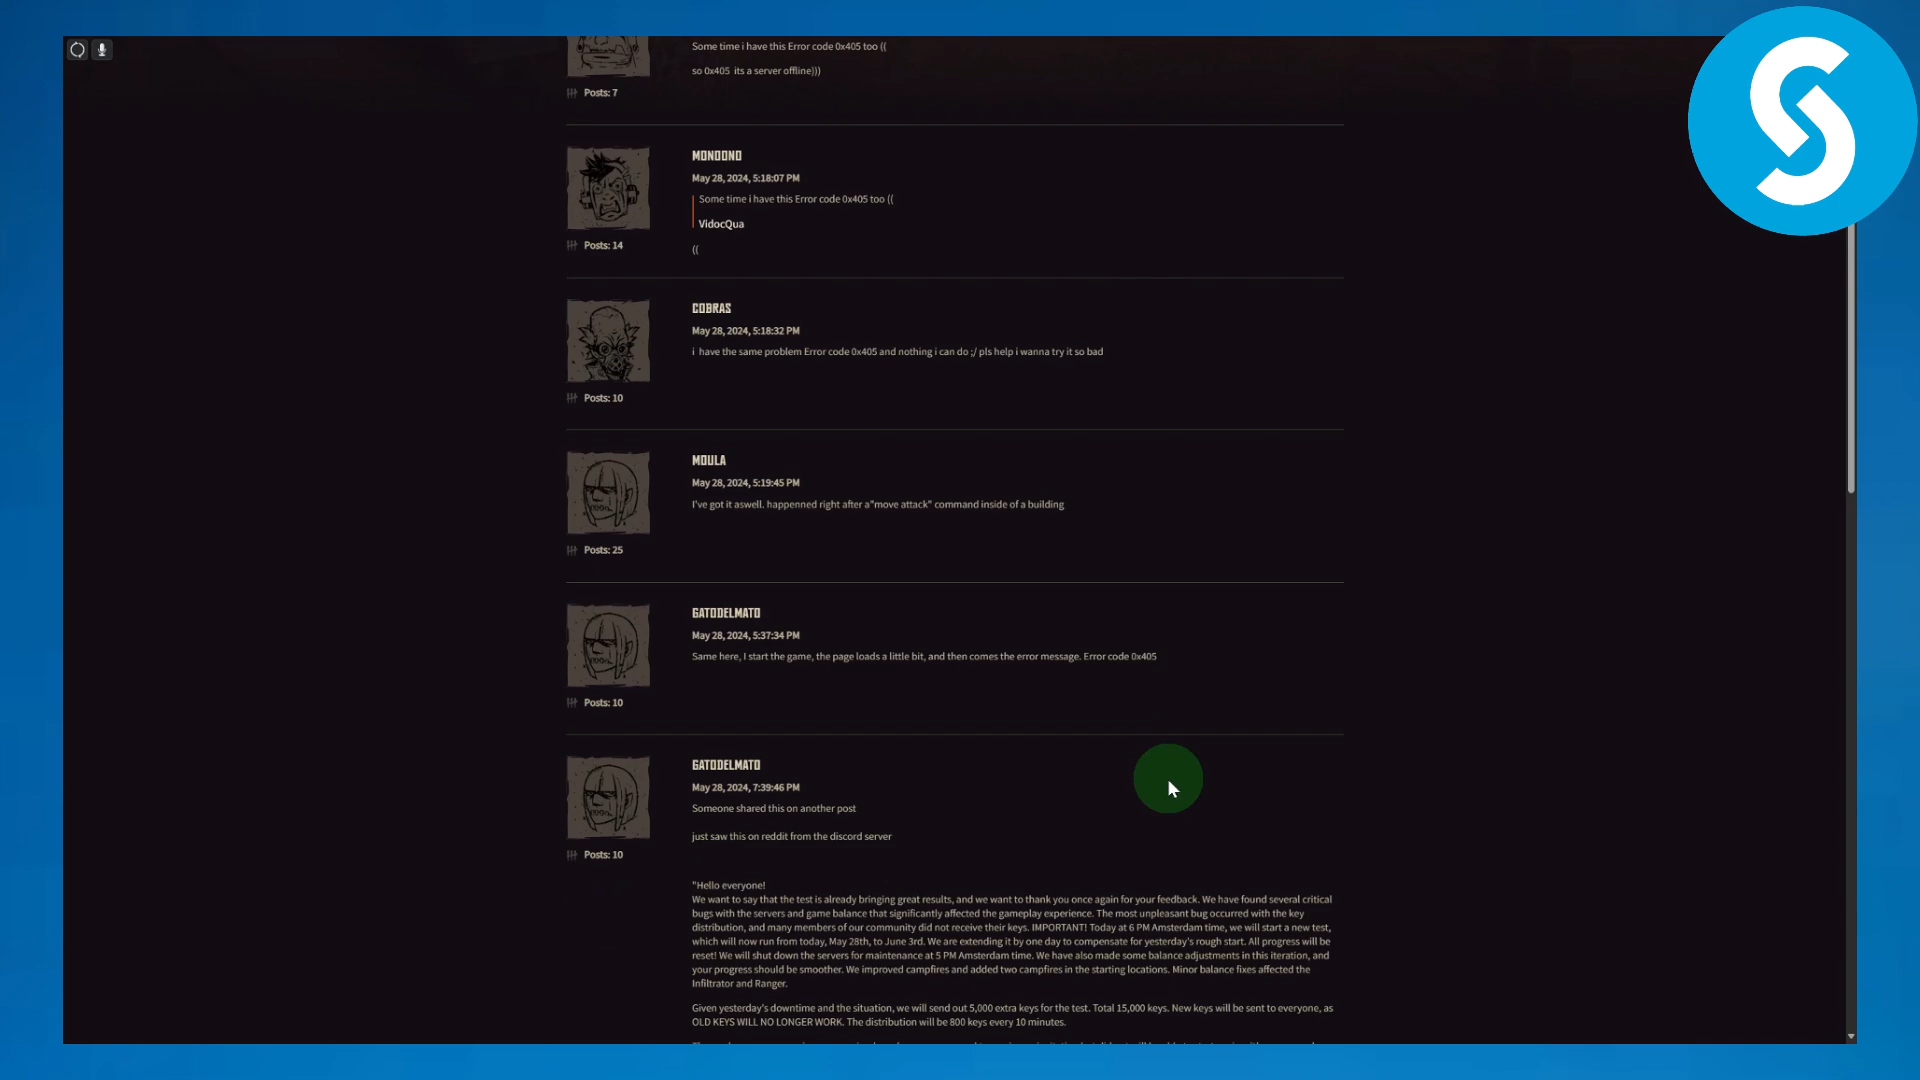 Some time i have this Error code 0x405 too ((
so 0x405 its a server offline)))
Posts: 7
MONOONO
May 28, 2024, 5:18:07 PM
Some time i have this Error code 0x405 too ((
VidocQua
((
Posts: 14
COBRAS
May 28, 2024, 5:18:32 PM
i have the same problem Error code 0x405 and nothing i can do ;/ pls help i wanna try it so bad
Posts: 10
MOULA
May 28, 2024, 5:19:45 PM
I've got it aswell. happenned right after a"move attack" command inside of a building
Posts: 25
GATODELMATO
May 28, 2024, 5:37:34 PM
Same here, I start the game, the page loads a little bit, and then comes the error message. Error code 0x405
Posts: 10
GATODELMATO
May 28, 2024, 7:39:46 PM
Someone shared this on another post
just saw this on reddit from the discord server
Posts: 10
"Hello everyone!
We want to say that the test is already bringing great results, and we want to thank you once again for your feedback. We have found several critical
bugs with the servers and game balance that significantly affected the gameplay experience. The most unpleasant bug occurred with the key
distribution, and many members of our community did not receive their keys. IMPORTANT! Today at 6 PM Amsterdam time, we will start a new test,
which will now run from today, May 28th, to June 3rd. We are extending it by one day to compensate for yesterday's rough start. All progress will be
reset! We will shut down the servers for maintenance at 5 PM Amsterdam time. We have also made some balance adjustments in this iteration, and
your progress should be smoother. We improved campfires and added two campfires in the starting locations. Minor balance fixes affected the
Infiltrator and Ranger.
Given yesterday's downtime and the situation, we will send out 5,000 extra keys for the test. Total 15,000 keys. New keys will be sent to everyone, as
OLD KEYS WILL NO LONGER WORK. The distribution will be 800 keys every 10 minutes.